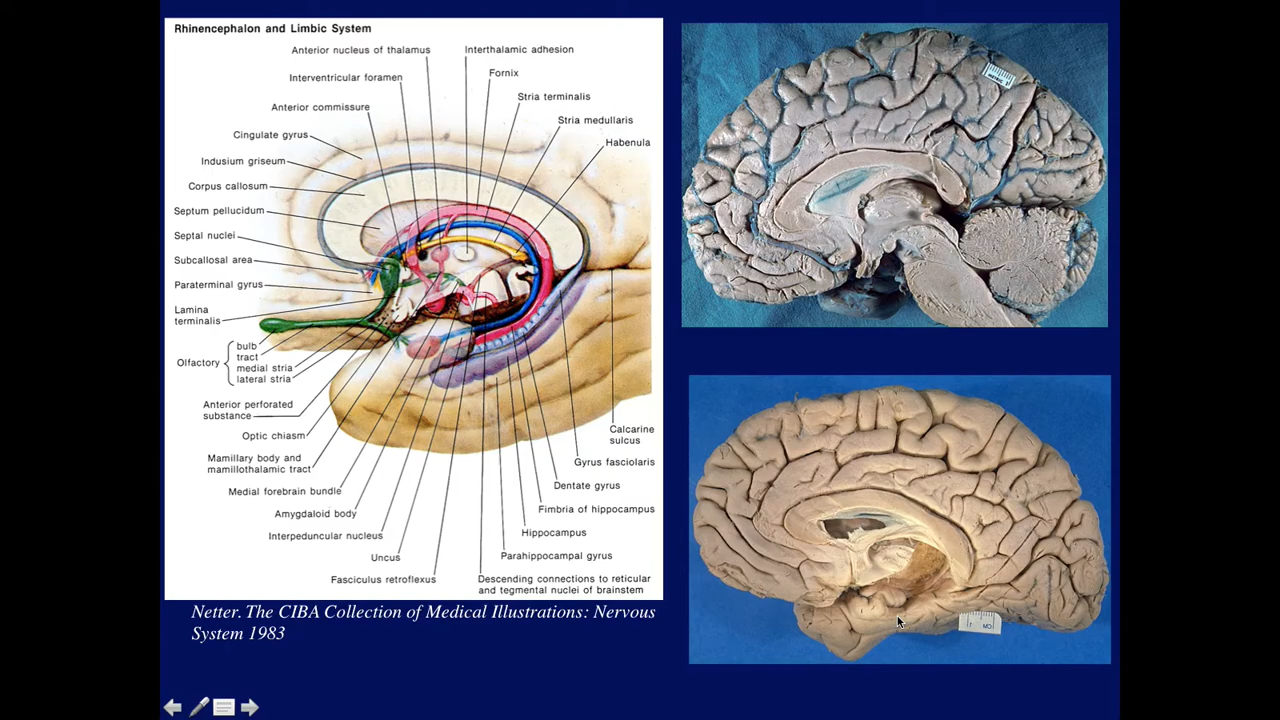 Rhinencephalon and Limbic System
Anterior nucleus of thalamus
Interthalamic adhesion
Interventricular foramen
Fornix
Anterior commissure
Stria terminalis
Cingulate gyrus
Stria medullaris
Indusium griseum
Habenula
Corpus callosum
Septum pellucidum
Septal nuclei
Subcallosal area
Paraterminal gyrus
Lamina
terminalis
Olfactory
bulb
tract
medial stria
lateral stria
Anterior perforated
substance
Optic chiasm
Mamillary body and
mamillothalamic tract
Medial forebrain bundle
Amygdaloid body
Interpeduncular nucleus
Uncus
Fasciculus retroflexus
Calcarine
sulcus
Gyrus fasciolaris
Dentate gyrus
Fimbria of hippocampus
Hippocampus
Parahippocampal gyrus
Descending connections to reticular
and tegmental nuclei of brainstem
Netter. The CIBA Collection of Medical Illustrations: Nervous
System 1983